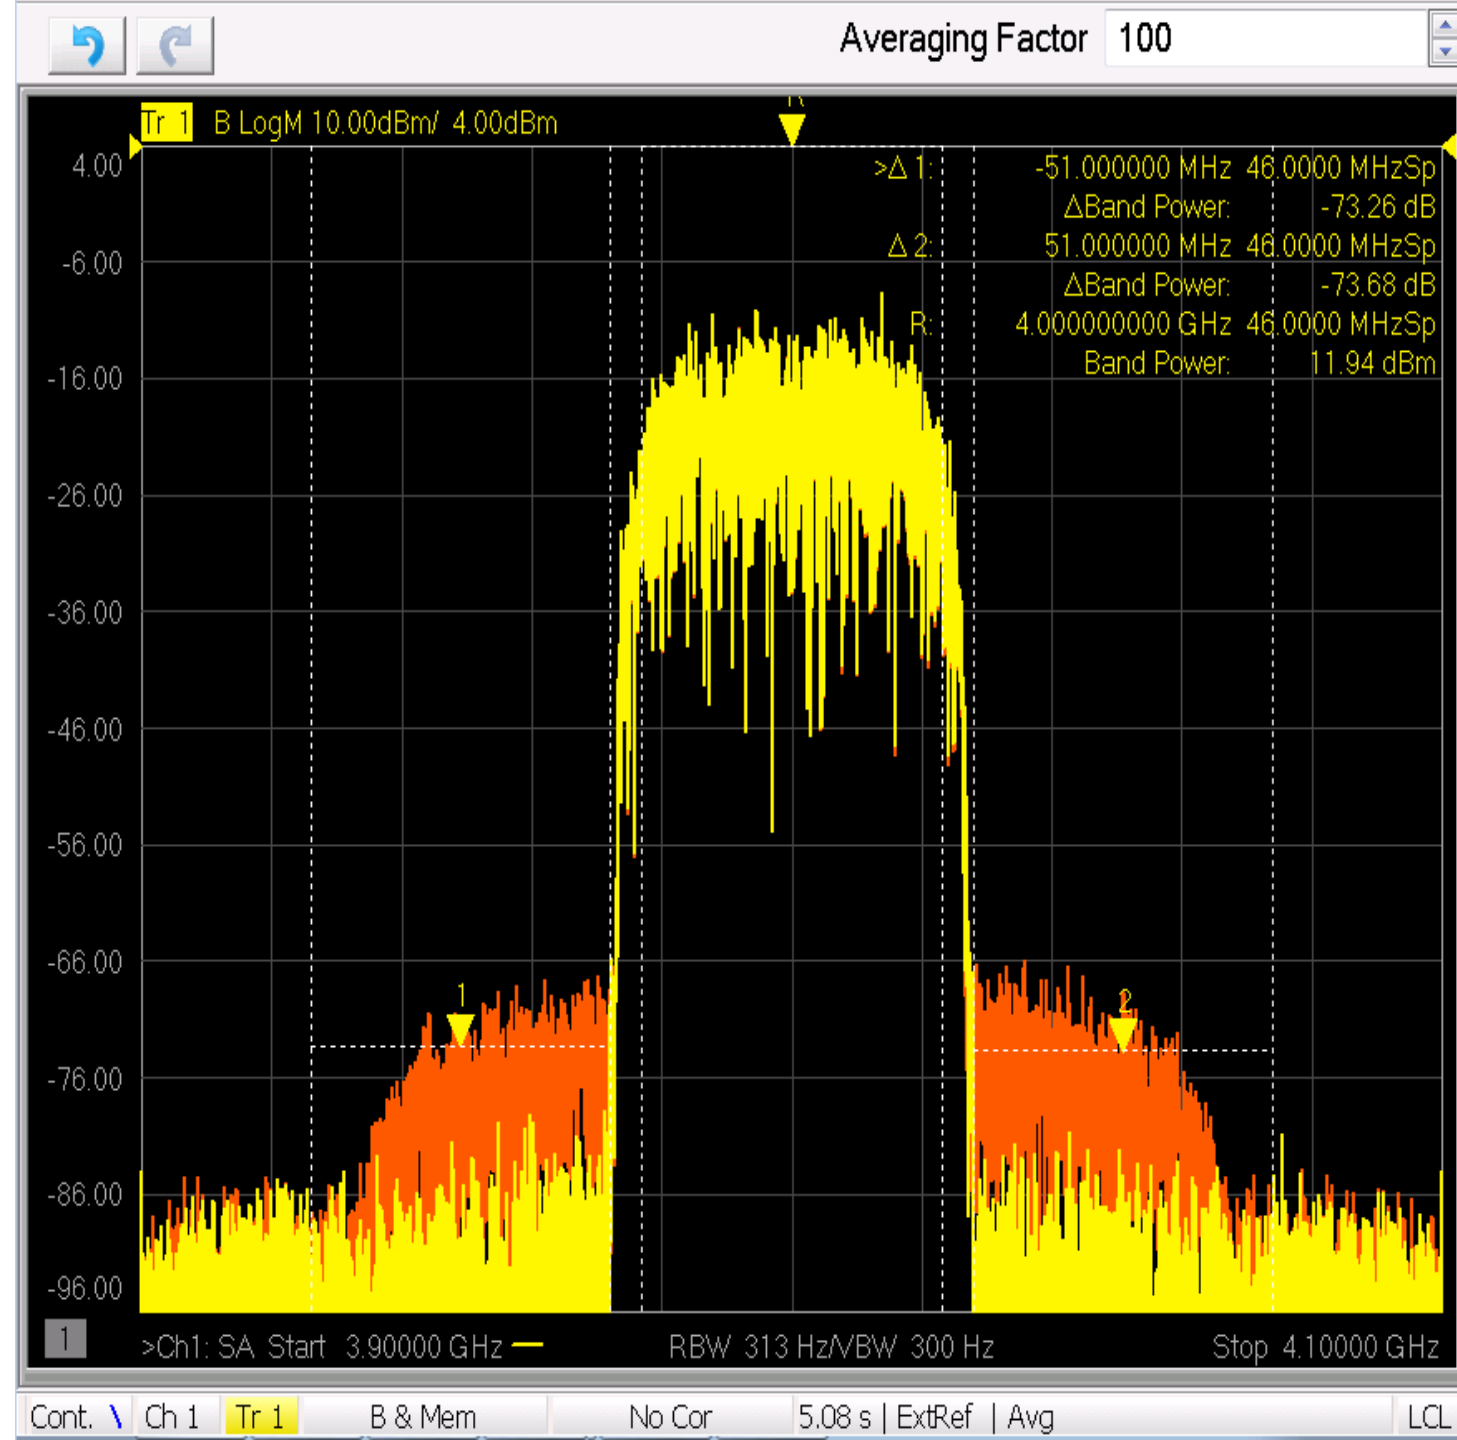 Averaging Factor 100
Tr 1 B LogM 10.00dBm/ 4.00dBm
R
4.00
>Δ 1: -51.000000 MHz 46.0000 MHzSp
ΔBand Power: -73.26 dB
Δ 2: 51.000000 MHz 46.0000 MHzSp
-6.00
ΔBand Power: -73.68 dB
R: 4.000000000 GHz 46.0000 MHzSp
Band Power: 11.94 dBm
-16.00
-26.00
-36.00
-46.00
-56.00
-66.00
1 2
-76.00
-86.00
-96.00
1 >Ch1: SA Start 3.90000 GHz RBW 313 Hz/VBW 300 Hz Stop 4.10000 GHz
Cont. Ch 1 Tr 1 B & Mem No Cor 5.08 s | ExtRef | Avg LCL